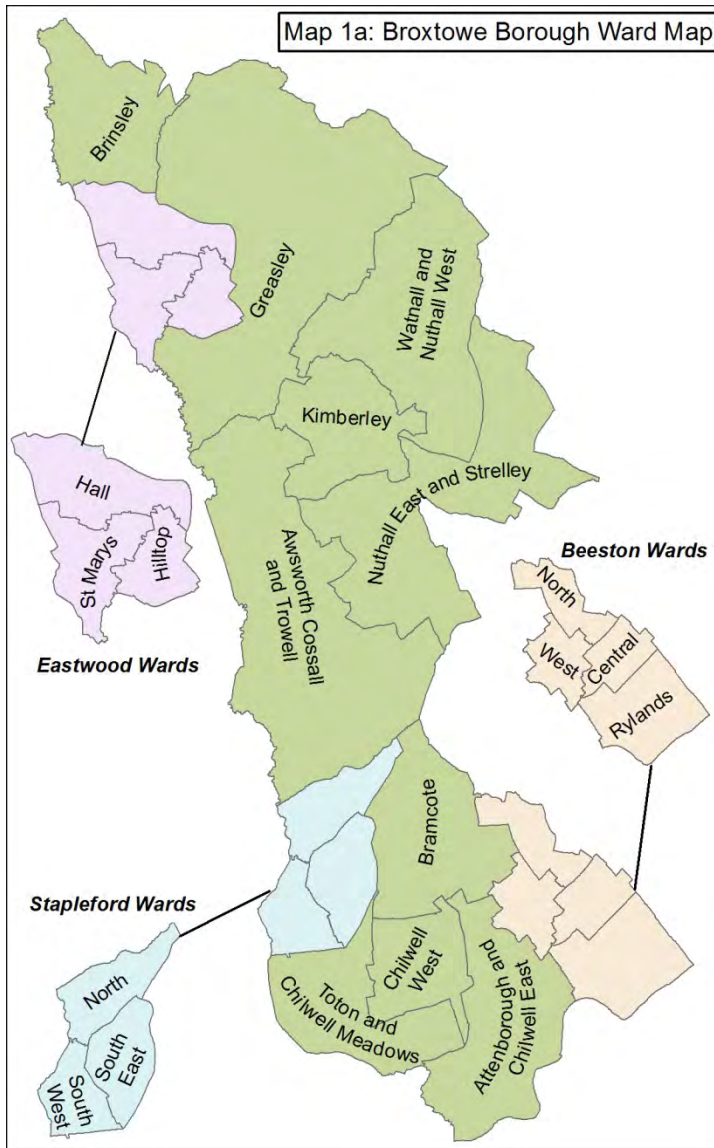 Map 1a: Broxtowe Borough Ward Map
Brinsley
Greasley
Watnall and
Nuthall West
Kimberley
Nuthall East and Strelley
Hall
St Marys
Hilltop
Eastwood Wards
Awsworth Cossall
and Trowell
Beeston Wards
North
West
Central
Rylands
Bramcote
Stapleford Wards
North
South
East
South
West
Chilwell
West
Toton and
Chilwell Meadows
Attenborough and
Chilwell East